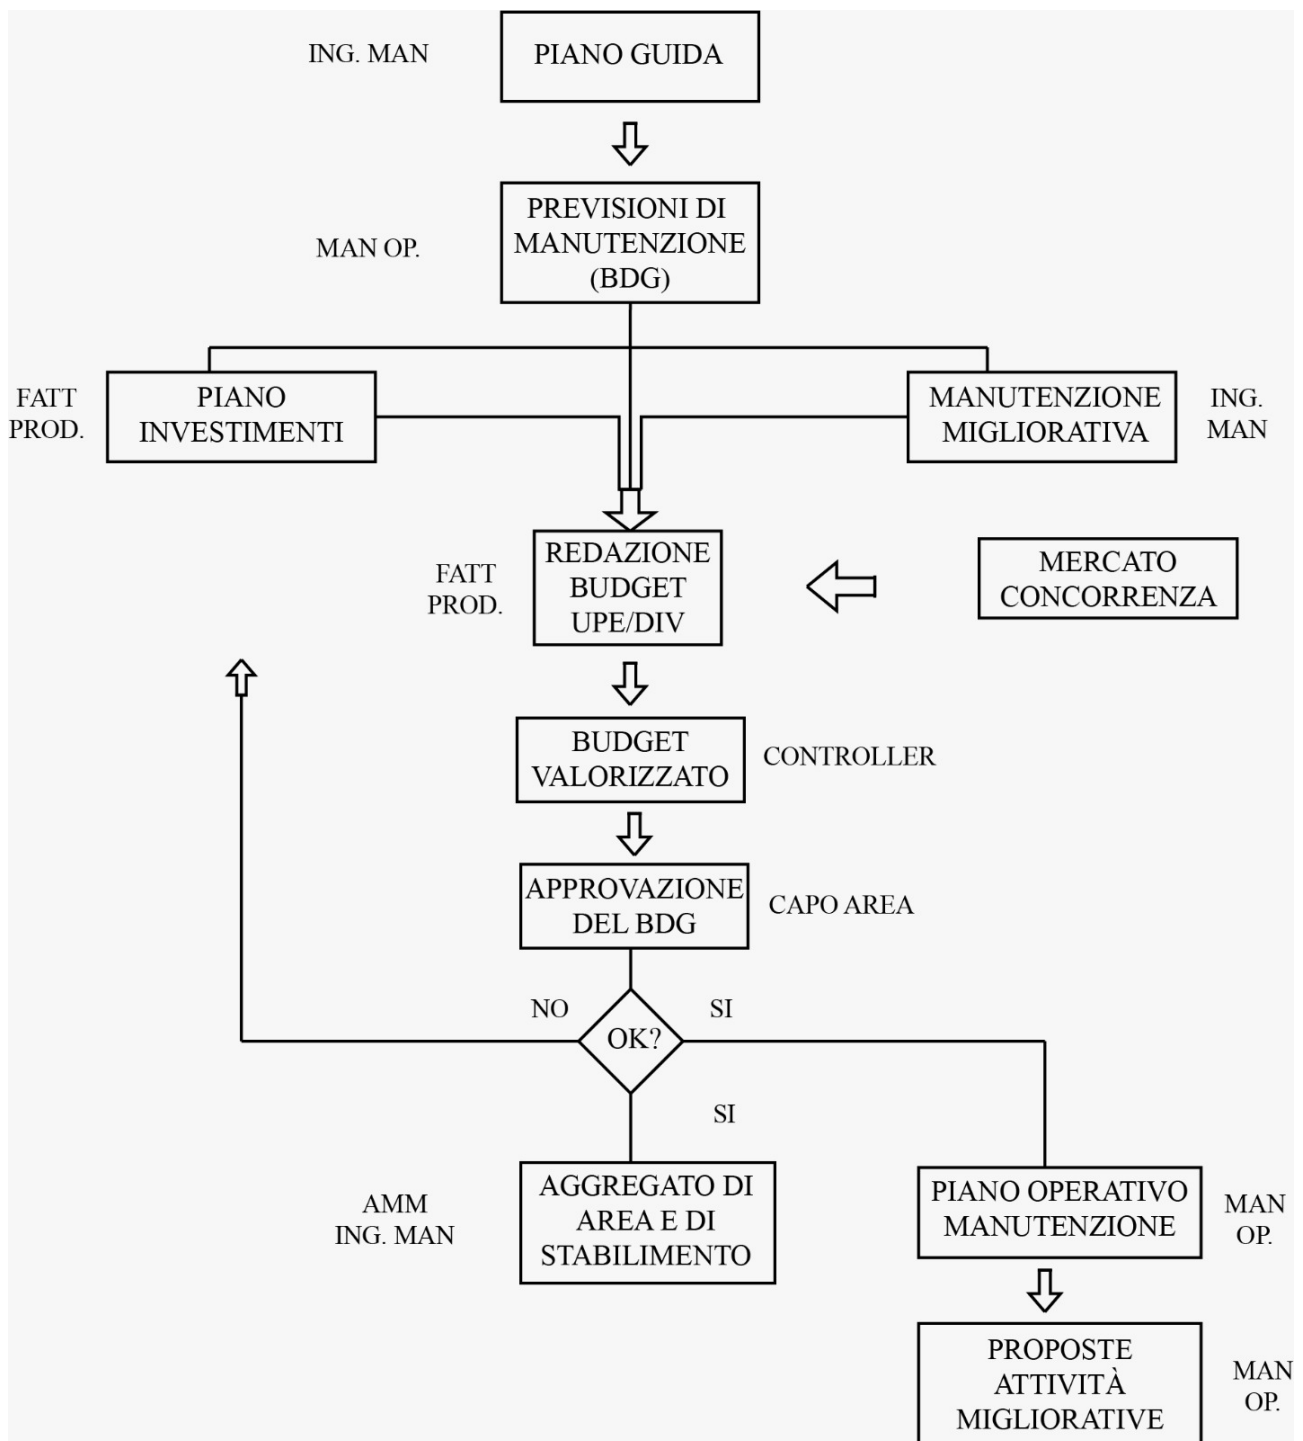 ING. MAN
PIANO GUIDA
MAN OP.
PREVISIONI DI
MANUTENZIONE
(BDG)
FATT
PROD.
PIANO
INVESTIMENTI
MANUTENZIONE
MIGLIORATIVA
ING.
MAN
FATT
PROD.
REDAZIONE
BUDGET
UPE/DIV
MERCATO
CONCORRENZA
BUDGET
VALORIZZATO
CONTROLLER
APPROVAZIONE
DEL BDG
CAPO AREA
NO
OK?
SI
SI
AMM
ING. MAN
AGGREGATO DI
AREA E DI
STABILIMENTO
PIANO OPERATIVO
MANUTENZIONE
MAN
OP.
PROPOSTE
ATTIVITÀ
MIGLIORATIVE
MAN
OP.